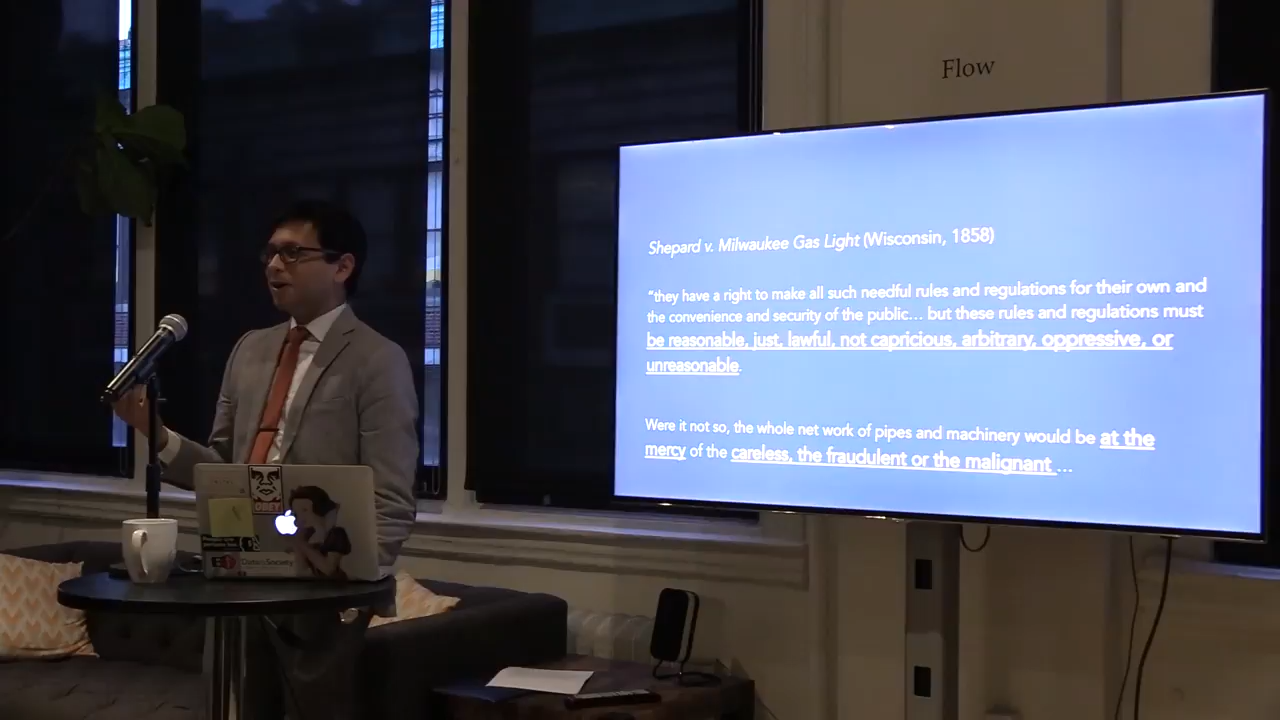 Flow
Shepard v. Milwaukee Gas Light (Wisconsin, 1858)
“they have a right to make all such needful rules and regulations for their own and
the convenience and security of the public... but these rules and regulations must
be reasonable, just, lawful, not capricious, arbitrary, oppressive, or
unreasonable.
Were it not so, the whole net work of pipes and machinery would be at the
mercy of the careless, the fraudulent or the malignant ...
OBEY
Data&Society